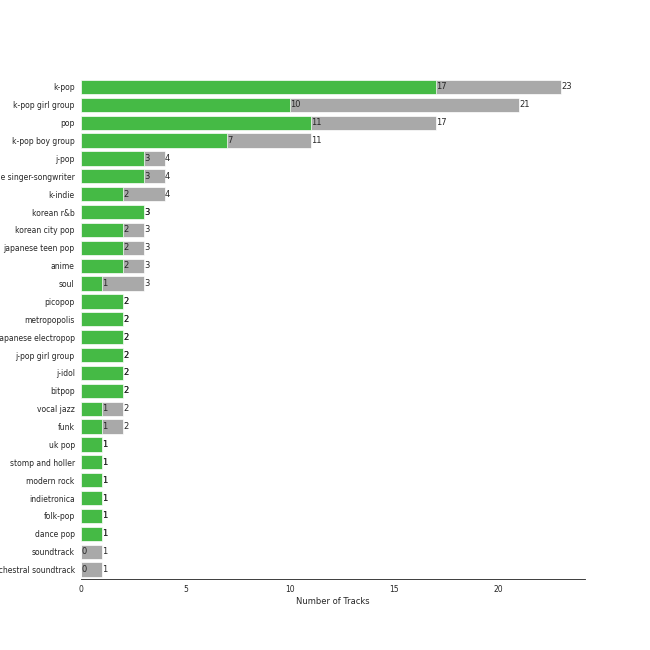 k-pop 17 23
k-pop girl group 10 21
pop 11 17
k-pop boy group 7 11
j-pop 3 4
e singer-songwriter 3 4
k-indie 2 4
korean r&b 3
korean city pop 2 3
japanese teen pop 2 3
anime 2 3
soul 1 3
picopop 2
metropopolis 2
apanese electropop 2
j-pop girl group 2
j-idol 2
bitpop 2
vocal jazz 1 2
funk 1 2
uk pop 1
stomp and holler 1
modern rock 1
indietronica 1
folk-pop 1
dance pop 1
soundtrack 0 1
chestral soundtrack 0 1
0 5 10 15 20
Number of Tracks